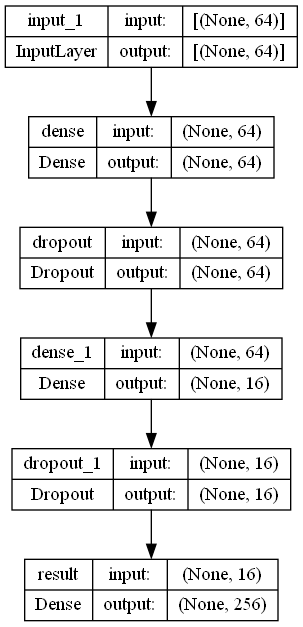 input_1 input: [(None, 64)]
InputLayer output: [(None, 64)]
dense input: (None, 64)
Dense output: (None, 64)
dropout input: (None, 64)
Dropout output: (None, 64)
dense_1 input: (None, 64)
Dense output: (None, 16)
dropout_1 input: (None, 16)
Dropout output: (None, 16)
result input: (None, 16)
Dense output: (None, 256)